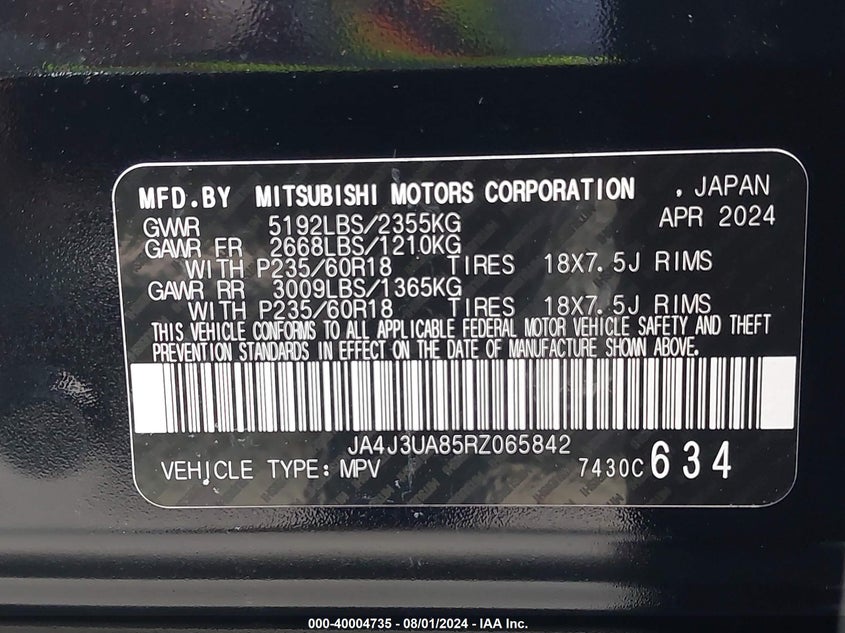 MFD.BY MITSUBISHI MOTORS CORPORATION , JAPAN
GVWR 5192LBS/2355KG APR 2024
GAWR FR 2668LBS/1210KG
WITH P235/60R18 TIRES 18X7.5J RIMS
GAWR RR 3009LBS/1365KG
WITH P235/60R18 TIRES 18X7.5J RIMS
THIS VEHICLE CONFORMS TO ALL APPLICABLE FEDERAL MOTOR VEHICLE SAFETY AND THEFT
PREVENTION STANDARDS IN EFFECT ON THE DATE OF MANUFACTURE SHOWN ABOVE.
JA4J3UA85RZ065842
VEHICLE TYPE: MPV 7430C 634
000-40004735 - 08/01/2024 - IAA Inc.